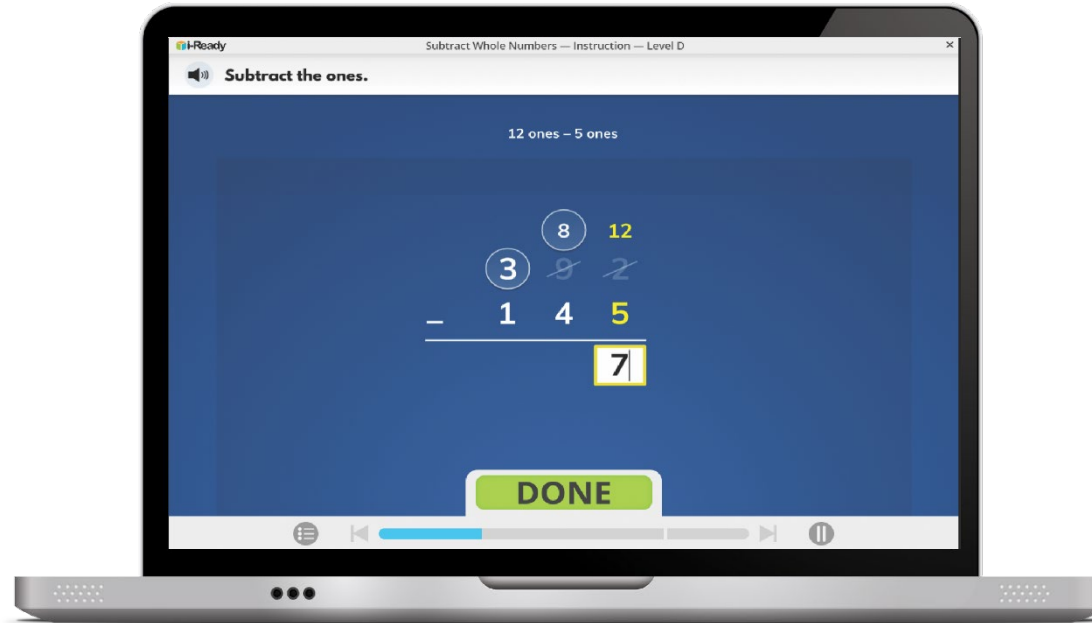 i-Ready
Subtract Whole Numbers — Instruction — Level D
×
Subtract the ones.
12 ones – 5 ones
8 12
3 9 2
– 1 4 5
7
DONE